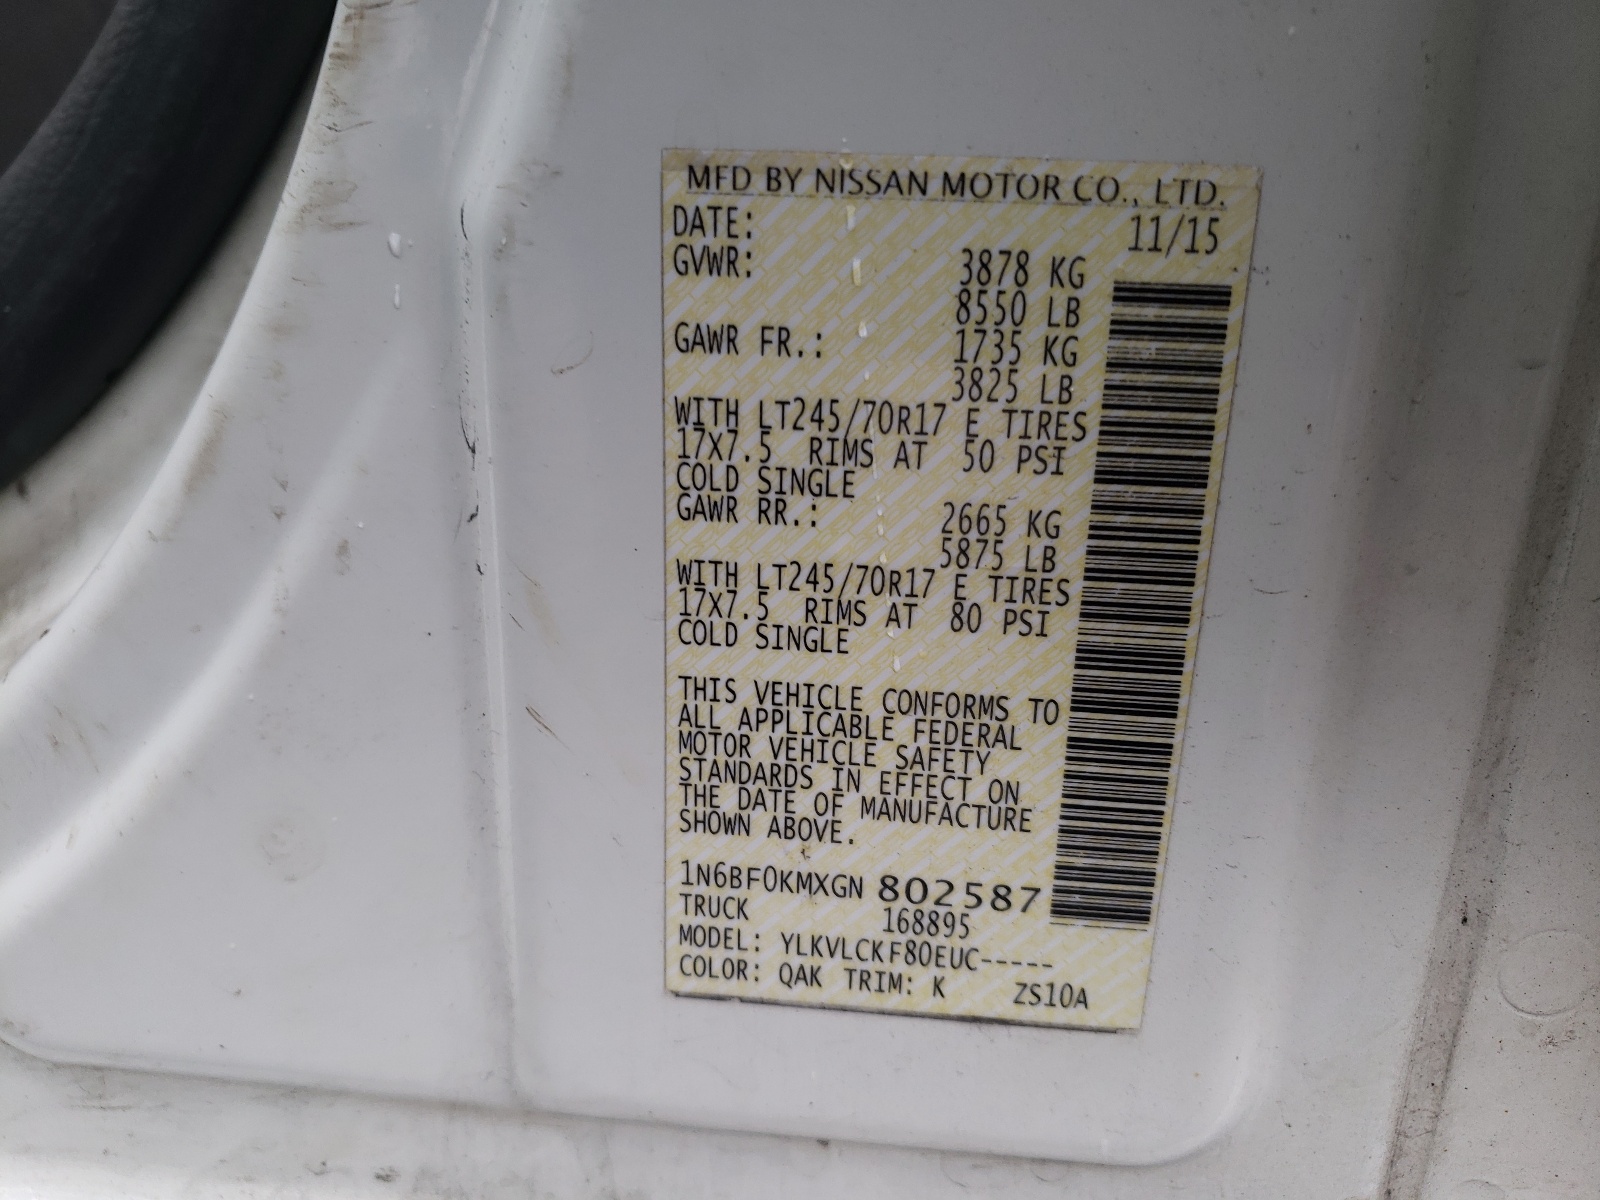 MFD BY NISSAN MOTOR CO., LTD.
DATE: 11/15
GVWR: 3878 KG
8550 LB
GAWR FR.: 1735 KG
3825 LB
WITH LT245/70R17 E TIRES
17X7.5 RIMS AT 50 PSI
COLD SINGLE
GAWR RR.: 2665 KG
5875 LB
WITH LT245/70R17 E TIRES
17X7.5 RIMS AT 80 PSI
COLD SINGLE
THIS VEHICLE CONFORMS TO
ALL APPLICABLE FEDERAL
MOTOR VEHICLE SAFETY
STANDARDS IN EFFECT ON
THE DATE OF MANUFACTURE
SHOWN ABOVE.
1N6BF0KMXGN 802587
TRUCK 168895
MODEL: YLKVLCKF80EUC-----
COLOR: QAK TRIM: K ZS10A